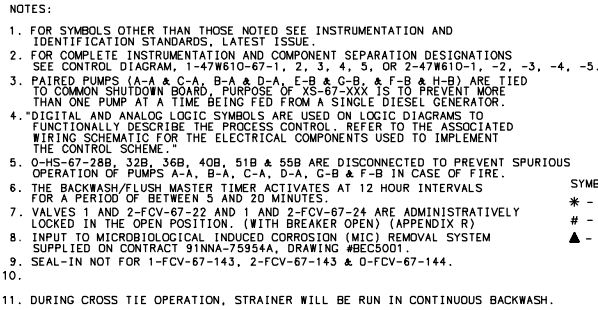 NOTES:
1. FOR SYMBOLS OTHER THAN THOSE NOTED SEE INSTRUMENTATION AND
IDENTIFICATION STANDARDS, LATEST ISSUE.
2. FOR COMPLETE INSTRUMENTATION AND COMPONENT SEPARATION DESIGNATIONS
SEE CONTROL DIAGRAM, 1-47W610-67-1, 2, 3, 4, 5, OR 2-47W610-1, -2, -3, -4, -5.
3. PAIRED PUMPS (A-A & C-A, B-A & D-A, E-B & G-B, & F-B & H-B) ARE TIED
TO COMMON SHUTDOWN BOARD, PURPOSE OF XS-67-XXX IS TO PREVENT MORE
THAN ONE PUMP AT A TIME BEING FED FROM A SINGLE DIESEL GENERATOR.
4."DIGITAL AND ANALOG LOGIC SYMBOLS ARE USED ON LOGIC DIAGRAMS TO
FUNCTIONALLY DESCRIBE THE PROCESS CONTROL. REFER TO THE ASSOCIATED
WIRING SCHEMATIC FOR THE ELECTRICAL COMPONENTS USED TO IMPLEMENT
THE CONTROL SCHEME."
5. 0-HS-67-28B, 32B, 36B, 40B, 51B & 55B ARE DISCONNECTED TO PREVENT SPURIOUS
OPERATION OF PUMPS A-A, B-A, C-A, D-A, G-B & F-B IN CASE OF FIRE.
6. THE BACKWASH/FLUSH MASTER TIMER ACTIVATES AT 12 HOUR INTERVALS
FOR A PERIOD OF BETWEEN 5 AND 20 MINUTES.
SYMB
* -
7. VALVES 1 AND 2-FCV-67-22 AND 1 AND 2-FCV-67-24 ARE ADMINISTRATIVELY
LOCKED IN THE OPEN POSITION. (WITH BREAKER OPEN) (APPENDIX R)
# -
8. INPUT TO MICROBIOLOGICAL INDUCED CORROSION (MIC) REMOVAL SYSTEM
SUPPLIED ON CONTRACT 91NNA-75954A, DRAWING #BEC5001.
▲ -
9. SEAL-IN NOT FOR 1-FCV-67-143, 2-FCV-67-143 & 0-FCV-67-144.
10.
11. DURING CROSS TIE OPERATION, STRAINER WILL BE RUN IN CONTINUOUS BACKWASH.